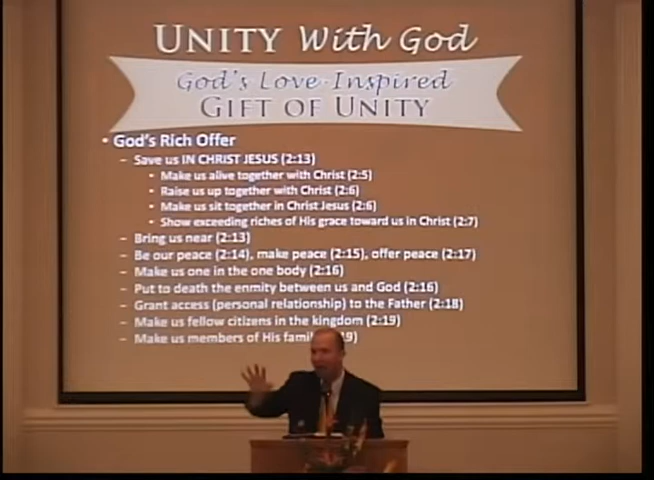 UNITY With God
God's Love-Inspired
GIFT OF UNITY
• God's Rich Offer
– Save us IN CHRIST JESUS (2:13)
• Make us alive together with Christ (2:5)
• Raise us up together with Christ (2:6)
• Make us sit together in Christ Jesus (2:6)
• Show exceeding riches of His grace toward us in Christ (2:7)
– Bring us near (2:13)
– Be our peace (2:14), make peace (2:15), offer peace (2:17)
– Make us one in the one body (2:16)
– Put to death the enmity between us and God (2:16)
– Grant access (personal relationship) to the Father (2:18)
– Make us fellow citizens in the kingdom (2:19)
– Make us members of His